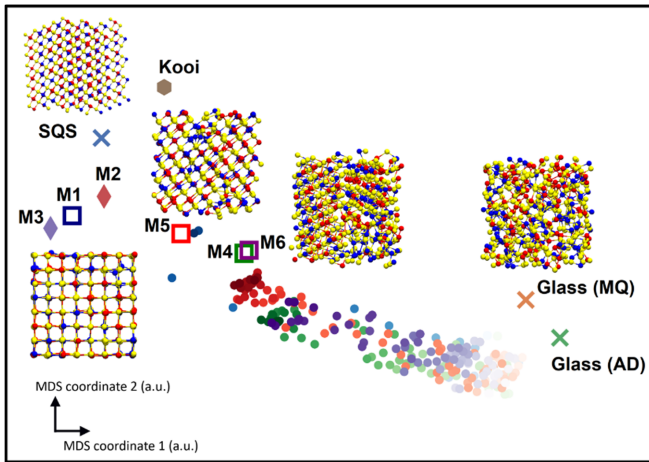 Kooi
SQS
M2
M1
M3
M5
M4
M6
Glass (MQ)
Glass (AD)
MDS coordinate 2 (a.u.)
MDS coordinate 1 (a.u.)